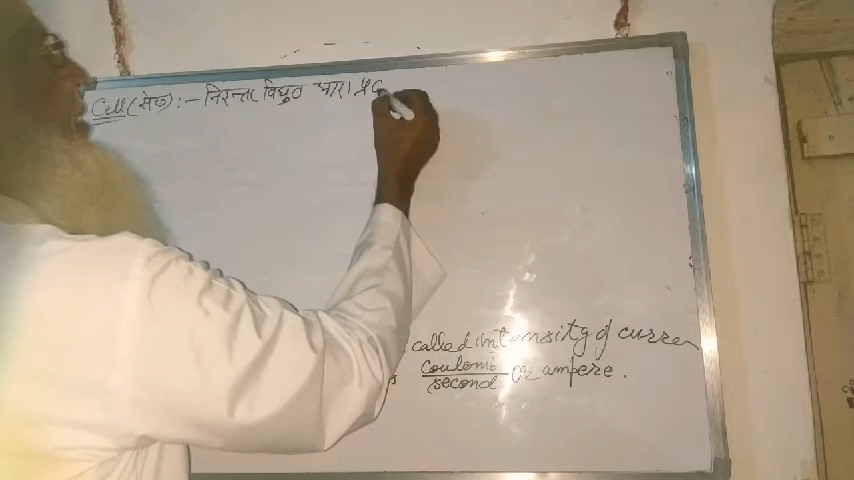 Cell (सेल) :- निरन्तर विद्युत धारा प्र
called intensity of curren
coulomb
second or ampere.